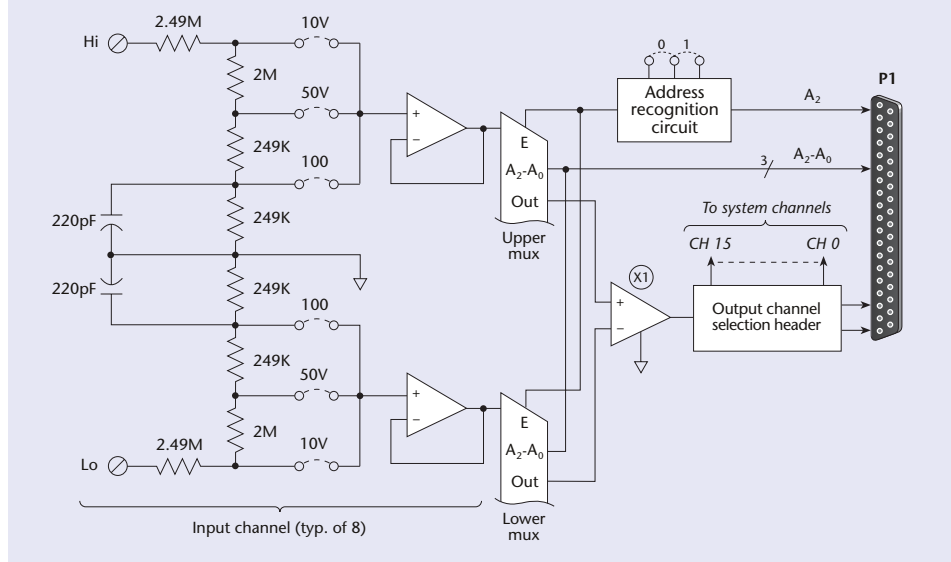 2.49M
10V
Hi
2M
50V
249K
100
220pF
249K
220pF
249K
100
249K
50V
2M
2.49M
10V
Lo
Input channel (typ. of 8)
+
−
+
−
E
A₂-A₀
Out
Upper
mux
E
A₂-A₀
Out
Lower
mux
0 1
Address
recognition
circuit
A₂
P1
3
A₂-A₀
To system channels
CH 15 CH 0
X1
+
−
Output channel
selection header